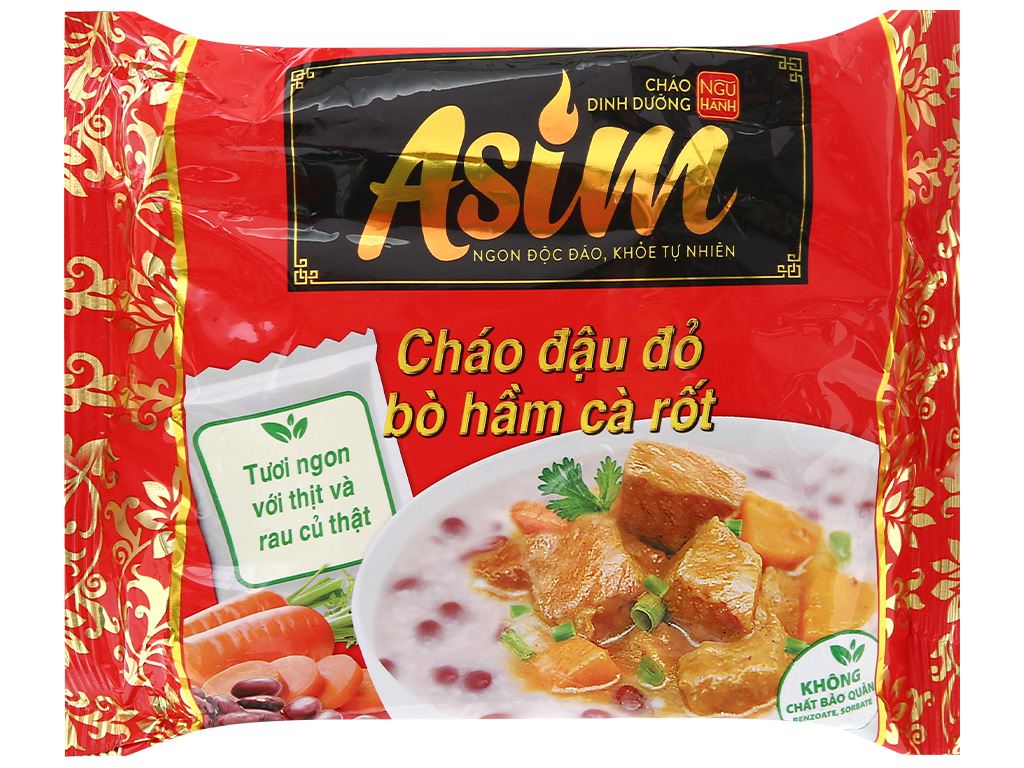 CHÁO
DINH DƯỠNG
NGŨ
HÀNH
Asim
NGON ĐỘC ĐÁO, KHỎE TỰ NHIÊN
Cháo đậu đỏ
bò hầm cà rốt
Tươi ngon
với thịt và
rau củ thật
KHÔNG
CHẤT BẢO QUẢN
BENZOATE, SORBATE